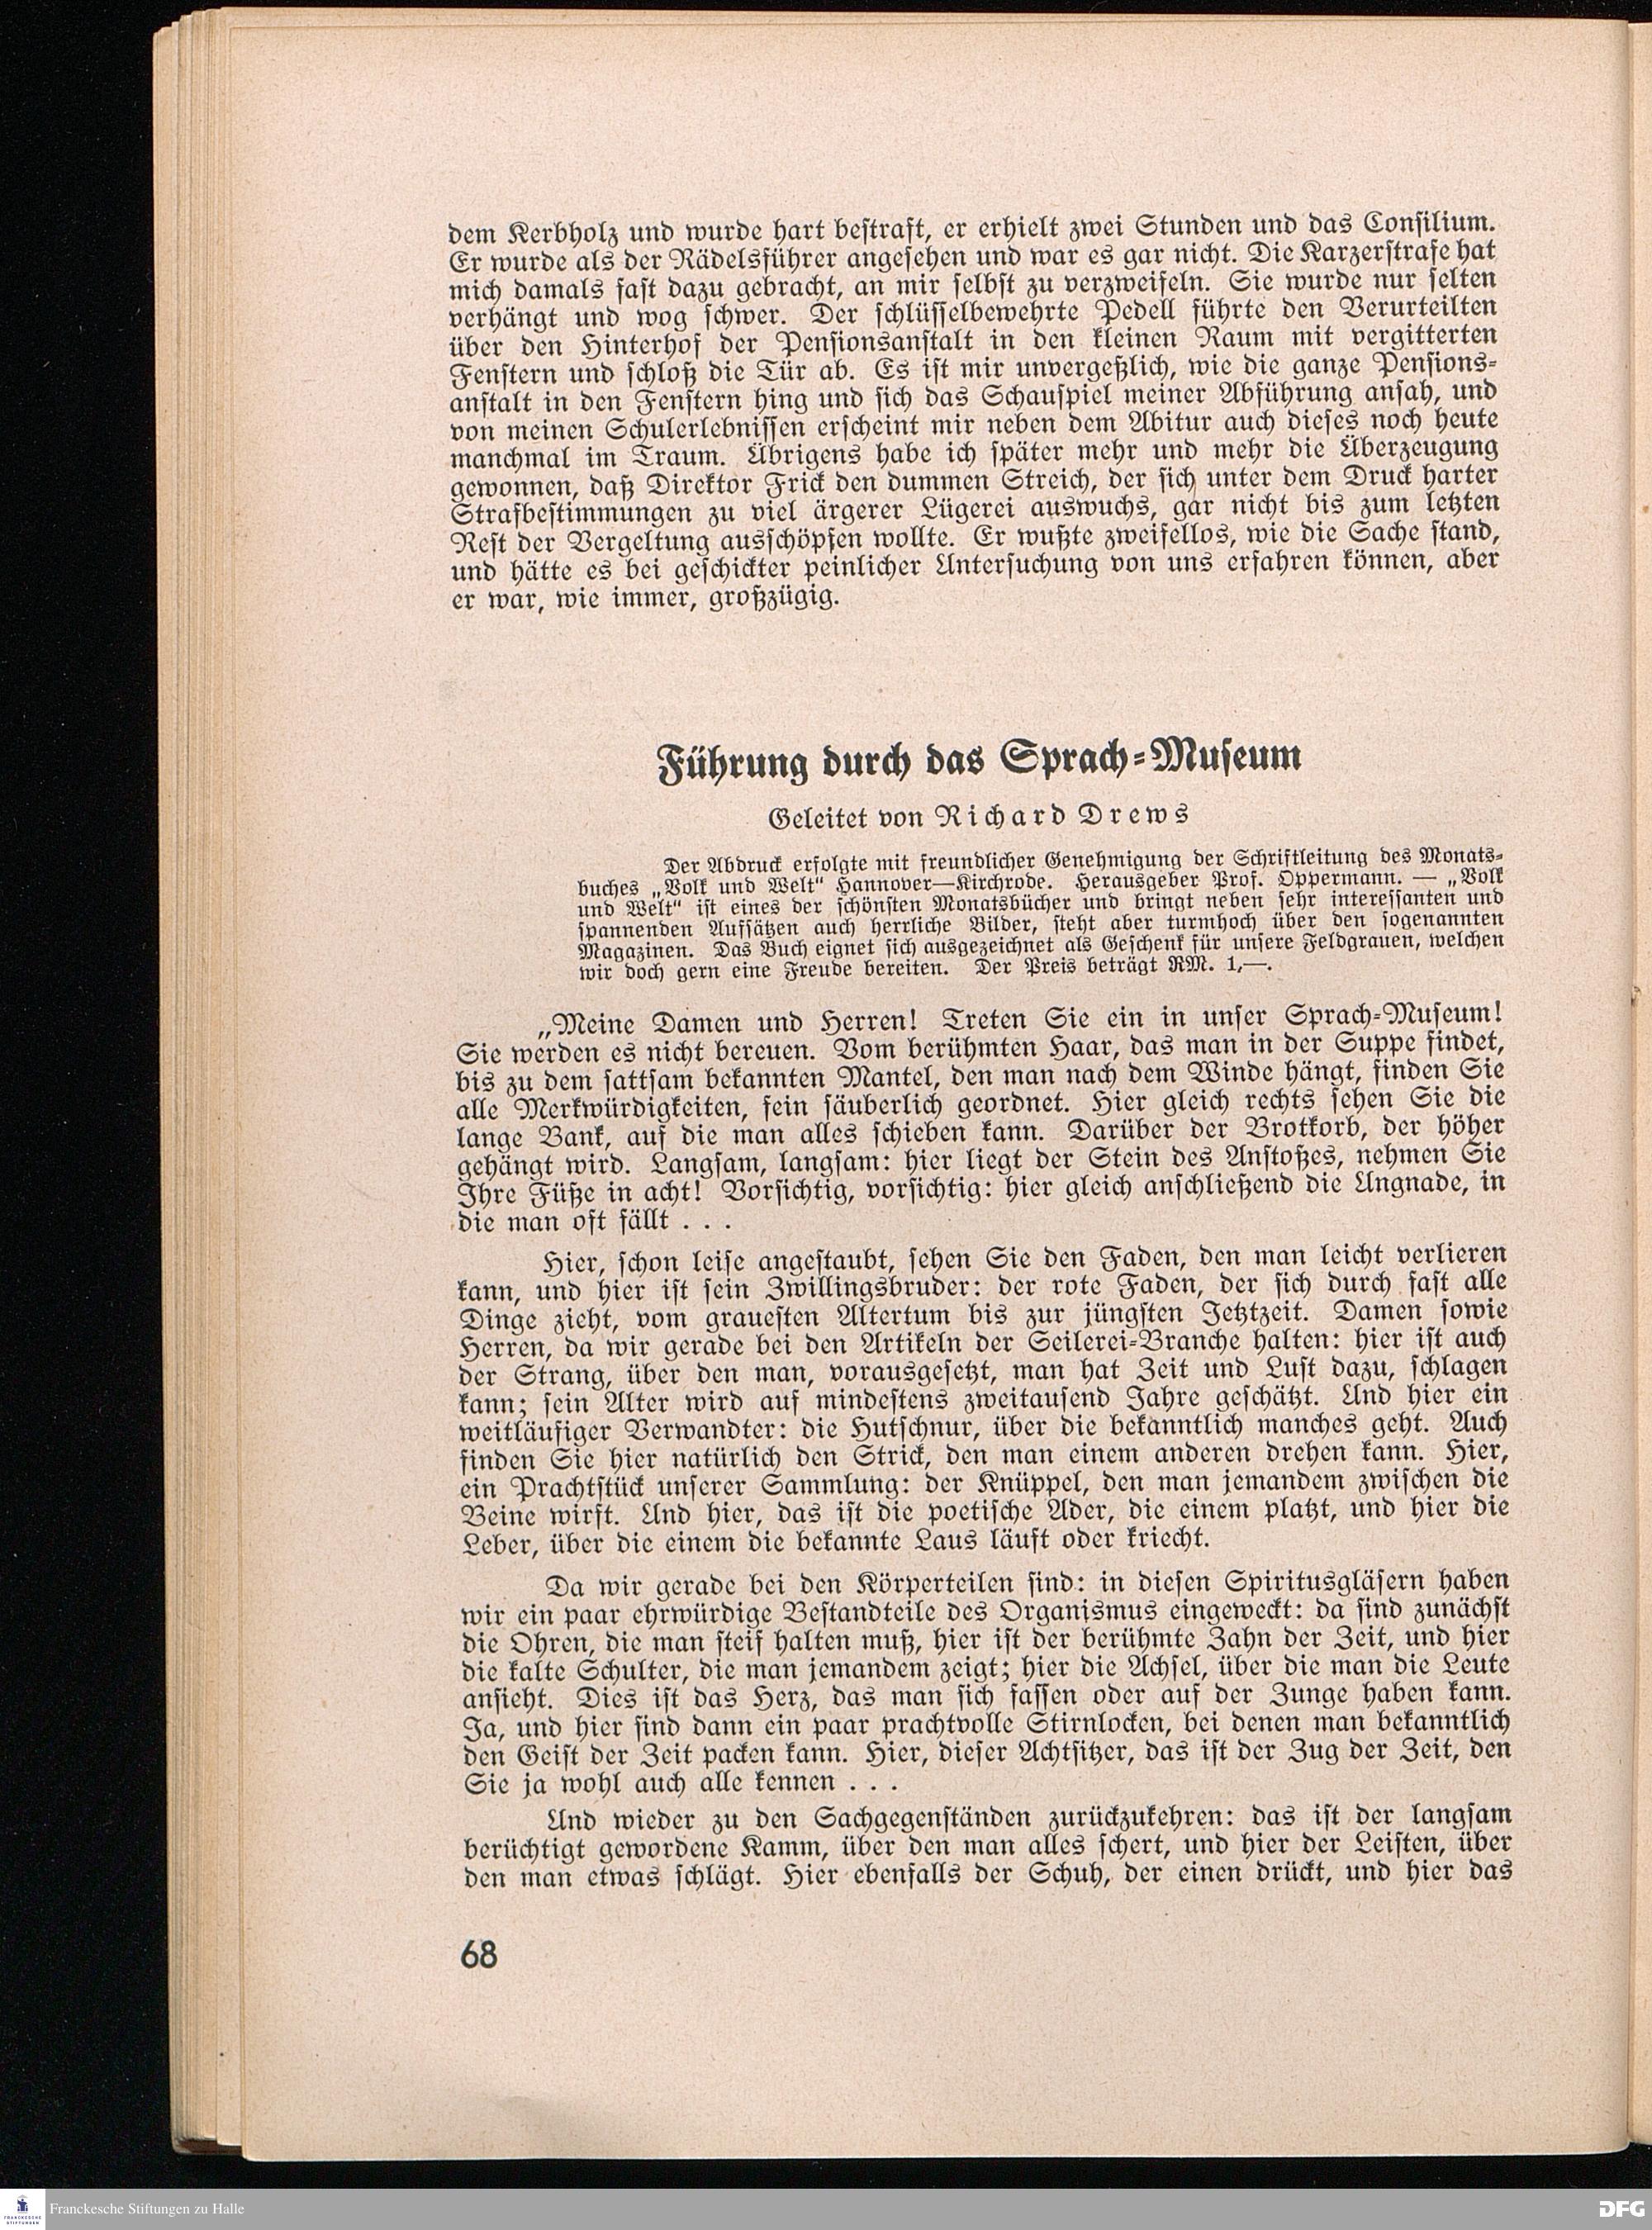 dem Kerbholz und wurde hart bestraft, er erhielt zwei Stunden und das Consilium.
Er wurde als der Rädelsführer angesehen und war es gar nicht. Die Karzerstrafe hat
mich damals fast dazu gebracht, an mir selbst zu verzweifeln. Sie wurde nur selten
verhängt und wog schwer. Der schlüsselbewehrte Pedell führte den Verurteilten
über den Hinterhof der Pensionsanstalt in den kleinen Raum mit vergitterten
Fenstern und schloß die Tür ab. Es ist mir unvergeßlich, wie die ganze Pensions-
anstalt in den Fenstern hing und sich das Schauspiel meiner Abführung ansah, und
von meinen Schulerlebnissen erscheint mir neben dem Abitur auch dieses noch heute
manchmal im Traum. Übrigens habe ich später mehr und mehr die Überzeugung
gewonnen, daß Direktor Frick den dummen Streich, der sich unter dem Druck harter
Strafbestimmungen zu viel ärgerer Lügerei auswuchs, gar nicht bis zum letzten
Rest der Vergeltung ausschöpfen wollte. Er wußte zweifellos, wie die Sache stand,
und hätte es bei geschickter peinlicher Untersuchung von uns erfahren können, aber
er war, wie immer, großzügig.
Führung durch das Sprach-Museum
Geleitet von Richard Drews
Der Abdruck erfolgte mit freundlicher Genehmigung der Schriftleitung des Monats-
buches „Volk und Welt“ Hannover—Kirchrode. Herausgeber Prof. Oppermann. — „Volk
und Welt“ ist eines der schönsten Monatsbücher und bringt neben sehr interessanten und
spannenden Aufsätzen auch herrliche Bilder, steht aber turmhoch über den sogenannten
Magazinen. Das Buch eignet sich ausgezeichnet als Geschenk für unsere Feldgrauen, welchen
wir doch gern eine Freude bereiten. Der Preis beträgt RM. 1,—.
„Meine Damen und Herren! Treten Sie ein in unser Sprach-Museum!
Sie werden es nicht bereuen. Vom berühmten Haar, das man in der Suppe findet,
bis zu dem sattsam bekannten Mantel, den man nach dem Winde hängt, finden Sie
alle Merkwürdigkeiten, fein säuberlich geordnet. Hier gleich rechts sehen Sie die
lange Bank, auf die man alles schieben kann. Darüber der Brotkorb, der höher
gehängt wird. Langsam, langsam: hier liegt der Stein des Anstoßes, nehmen Sie
Ihre Füße in acht! Vorsichtig, vorsichtig: hier gleich anschließend die Ungnade, in
die man oft fällt . . .
Hier, schon leise angestaubt, sehen Sie den Faden, den man leicht verlieren
kann, und hier ist sein Zwillingsbruder: der rote Faden, der sich durch fast alle
Dinge zieht, vom grauesten Altertum bis zur jüngsten Jetztzeit. Damen sowie
Herren, da wir gerade bei den Artikeln der Seilerei-Branche halten: hier ist auch
der Strang, über den man, vorausgesetzt, man hat Zeit und Lust dazu, schlagen
kann; sein Alter wird auf mindestens zweitausend Jahre geschätzt. Und hier ein
weitläufiger Verwandter: die Hutschnur, über die bekanntlich manches geht. Auch
finden Sie hier natürlich den Strick, den man einem anderen drehen kann. Hier,
ein Prachtstück unserer Sammlung: der Knüppel, den man jemandem zwischen die
Beine wirft. Und hier, das ist die poetische Ader, die einem platzt, und hier die
Leber, über die einem die bekannte Laus läuft oder kriecht.
Da wir gerade bei den Körperteilen sind: in diesen Spiritusgläsern haben
wir ein paar ehrwürdige Bestandteile des Organismus eingeweckt: da sind zunächst
die Ohren, die man steif halten muß, hier ist der berühmte Zahn der Zeit, und hier
die kalte Schulter, die man jemandem zeigt; hier die Achsel, über die man die Leute
ansieht. Dies ist das Herz, das man sich fassen oder auf der Zunge haben kann.
Ja, und hier sind dann ein paar prachtvolle Stirnlocken, bei denen man bekanntlich
den Geist der Zeit packen kann. Hier, dieser Achtsitzer, das ist der Zug der Zeit, den
Sie ja wohl auch alle kennen . . .
Und wieder zu den Sachgegenständen zurückzukehren: das ist der langsam
berüchtigt gewordene Kamm, über den man alles schert, und hier der Leisten, über
den man etwas schlägt. Hier ebenfalls der Schuh, der einen drückt, und hier das
68
FRANCKESCHE
STIFTUNGEN
Franckesche Stiftungen zu Halle
DFG